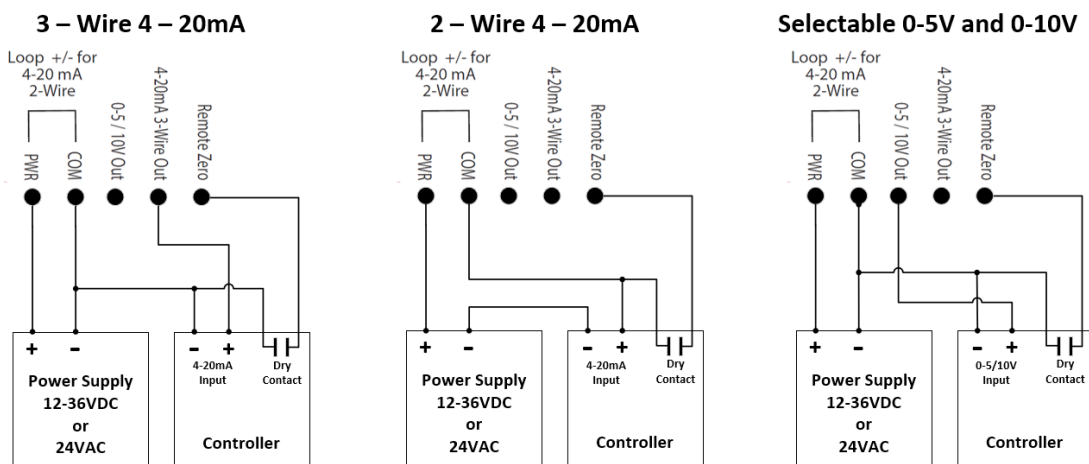 3 – Wire 4 – 20mA
Loop +/- for
4-20 mA
2-Wire
PWR
COM
0-5 / 10V Out
4-20mA 3-Wire Out
Remote Zero
+
-
Power Supply
12-36VDC
or
24VAC
- +
4-20mA
Input
Dry
Contact
Controller
2 – Wire 4 – 20mA
Loop +/- for
4-20 mA
2-Wire
PWR
COM
0-5 / 10V Out
4-20mA 3-Wire Out
Remote Zero
+
-
Power Supply
12-36VDC
or
24VAC
- +
4-20mA
Input
Dry
Contact
Controller
Selectable 0-5V and 0-10V
Loop +/- for
4-20 mA
2-Wire
PWR
COM
0-5 / 10V Out
4-20mA 3-Wire Out
Remote Zero
+
-
Power Supply
12-36VDC
or
24VAC
- +
0-5/10V
Input
Dry
Contact
Controller